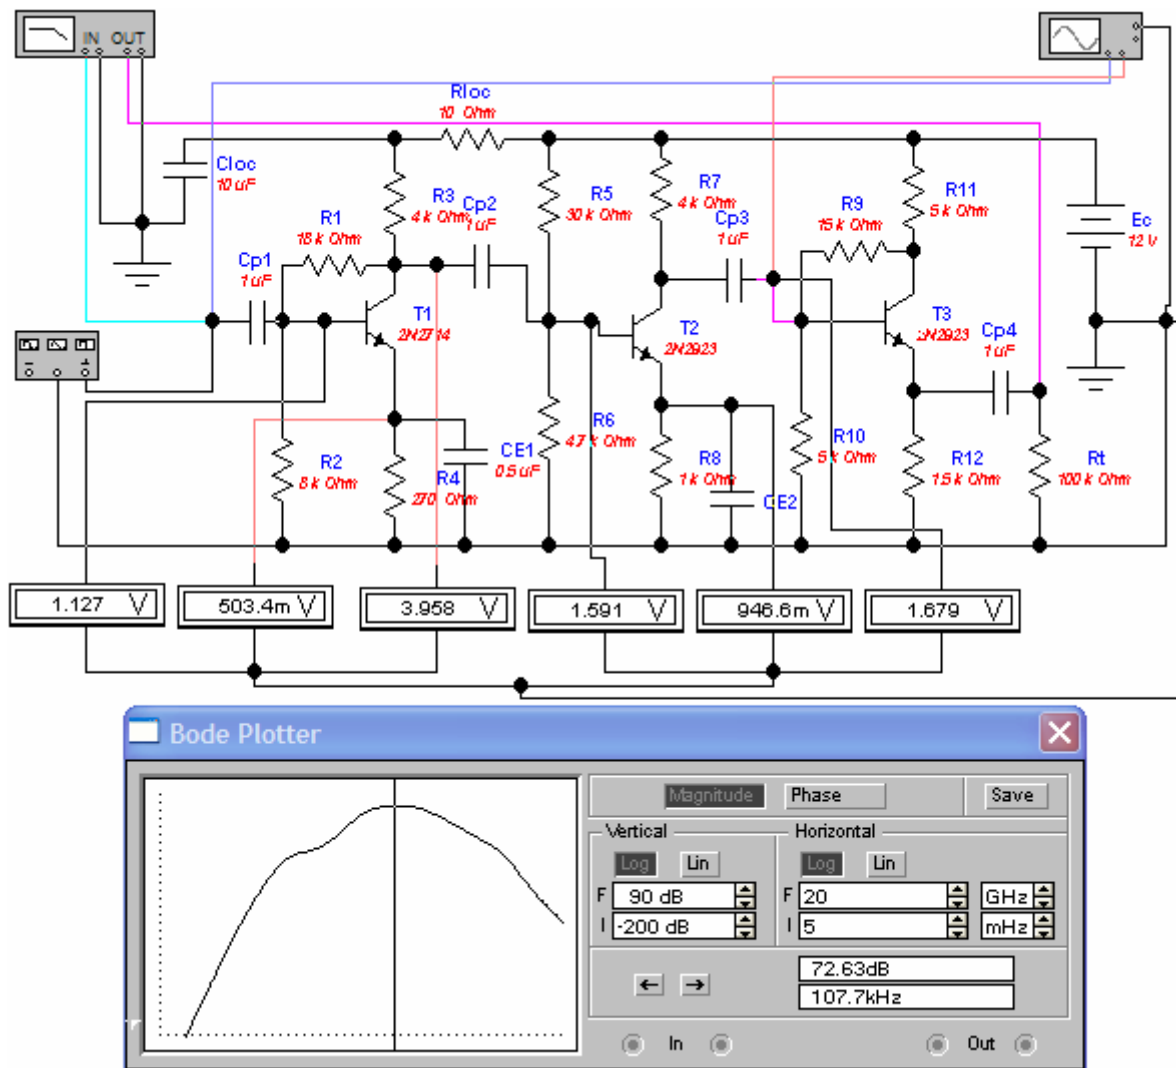 IN OUT
Rloc
10 Ohm
Cloc
10 uF
R3
4 k Ohm
Cp2
1 uF
R5
30 k Ohm
R7
4 k Ohm
Cp3
1 uF
R9
15 k Ohm
R11
5 k Ohm
Ec
12 V
R1
18 k Ohm
Cp1
1 uF
T1
2N2714
T2
2N2923
T3
2N2923
Cp4
1 uF
R2
8 k Ohm
R4
270 Ohm
CE1
0.5 uF
R6
4.7 k Ohm
R8
1 k Ohm
CE2
R10
5 k Ohm
R12
1.5 k Ohm
Rt
100 k Ohm
1.127 V
503.4m V
3.958 V
1.591 V
946.6m V
1.679 V
Bode Plotter
Magnitude Phase Save
Vertical Horizontal
Log Lin Log Lin
F 90 dB F 20 GHz
I -200 dB I 5 mHz
← →
72.63dB
107.7kHz
In Out